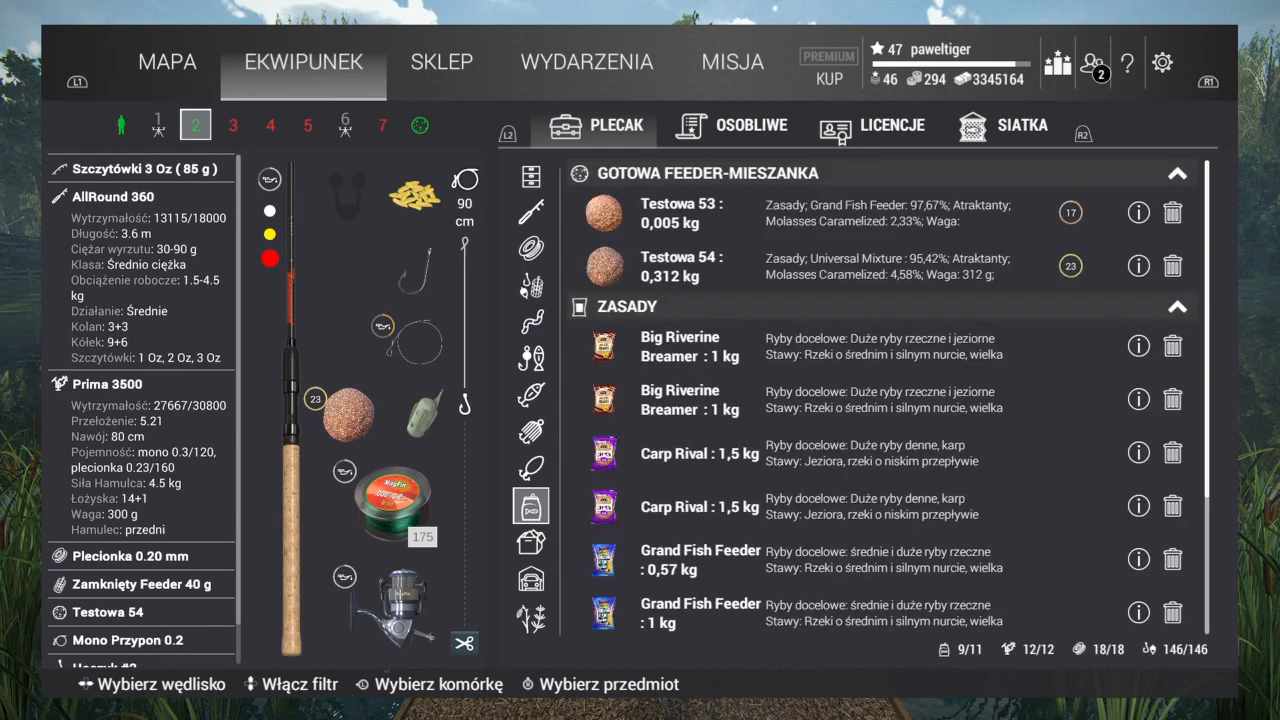 MAPA
EKWIPUNEK
SKLEP
WYDARZENIA
MISJA
PREMIUM
KUP
47 paweltiger
46 294 3345164
2
?
L1
R1
1
2
3
4
5
6
7
L2
PLECAK
OSOBLIWE
LICENCJE
SIATKA
R2
Szczytówki 3 Oz ( 85 g )
AllRound 360
Wytrzymałość: 13115/18000
Długość: 3.6 m
Ciężar wyrzutu: 30-90 g
Klasa: Średnio ciężka
Obciążenie robocze: 1.5-4.5
kg
Działanie: Średnie
Kolan: 3+3
Kółek: 9+6
Szczytówki: 1 Oz, 2 Oz, 3 Oz
Prima 3500
Wytrzymałość: 27667/30800
Przełożenie: 5.21
Nawój: 80 cm
Pojemność: mono 0.3/120,
plecionka 0.23/160
Siła Hamulca: 4.5 kg
Łożyska: 14+1
Waga: 300 g
Hamulec: przedni
Plecionka 0.20 mm
Zamknięty Feeder 40 g
Testowa 54
Mono Przypon 0.2
Haczyk #2
90
cm
23
MagFin
175
GOTOWA FEEDER-MIESZANKA
Testowa 53 :
0,005 kg
Zasady; Grand Fish Feeder: 97,67%; Atraktanty;
Molasses Caramelized: 2,33%; Waga:
17
Testowa 54 :
0,312 kg
Zasady; Universal Mixture : 95,42%; Atraktanty;
Molasses Caramelized: 4,58%; Waga: 312 g;
23
ZASADY
Big Riverine
Breamer : 1 kg
Ryby docelowe: Duże ryby rzeczne i jeziorne
Stawy: Rzeki o średnim i silnym nurcie, wielka
Big Riverine
Breamer : 1 kg
Ryby docelowe: Duże ryby rzeczne i jeziorne
Stawy: Rzeki o średnim i silnym nurcie, wielka
Carp Rival : 1,5 kg
Ryby docelowe: Duże ryby denne, karp
Stawy: Jeziora, rzeki o niskim przepływie
Carp Rival : 1,5 kg
Ryby docelowe: Duże ryby denne, karp
Stawy: Jeziora, rzeki o niskim przepływie
Grand Fish Feeder
: 0,57 kg
Ryby docelowe: średnie i duże ryby rzeczne
Stawy: Rzeki o średnim i silnym nurcie, wielka
Grand Fish Feeder
: 1 kg
Ryby docelowe: średnie i duże ryby rzeczne
Stawy: Rzeki o średnim i silnym nurcie, wielka
9/11 12/12 18/18 146/146
Wybierz wędlisko
Włącz filtr
Wybierz komórkę
Wybierz przedmiot